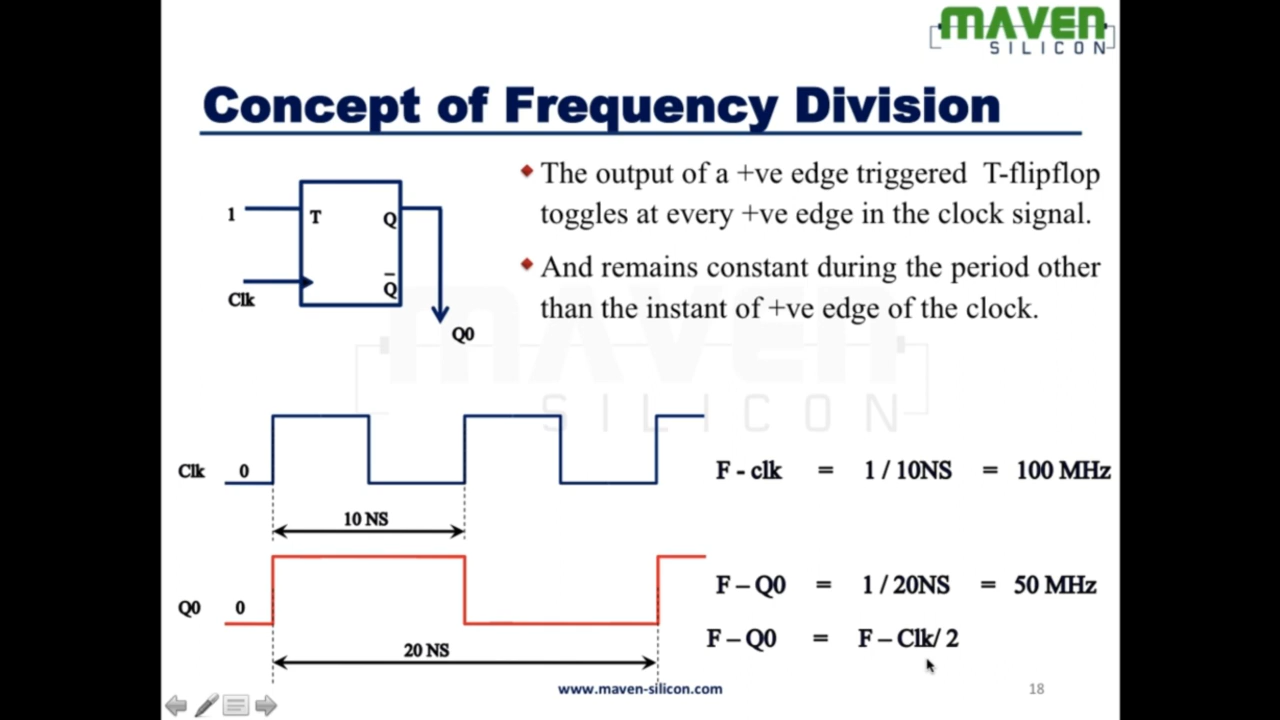 MAVEN
SILICON
Concept of Frequency Division
The output of a +ve edge triggered T-flipflop
toggles at every +ve edge in the clock signal.
And remains constant during the period other
than the instant of +ve edge of the clock.
1
T
Q
Clk
Q
Q0
MAVEN
SILICON
Clk 0
F - clk = 1 / 10NS = 100 MHz
10 NS
Q0 0
F – Q0 = 1 / 20NS = 50 MHz
F – Q0 = F – Clk/ 2
20 NS
www.maven-silicon.com
18